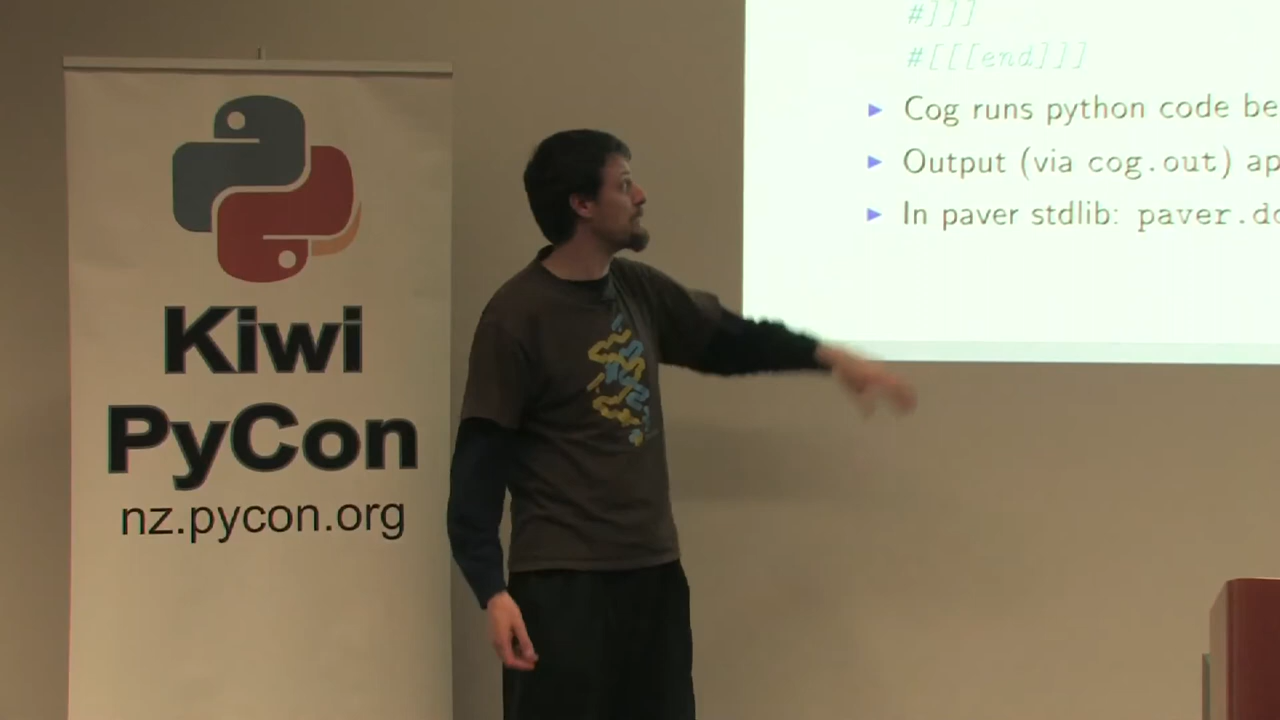 Kiwi
PyCon
nz.pycon.org
#]]]
#[[[end]]]
▶ Cog runs python code be
▶ Output (via cog.out) ap
▶ In paver stdlib: paver.do